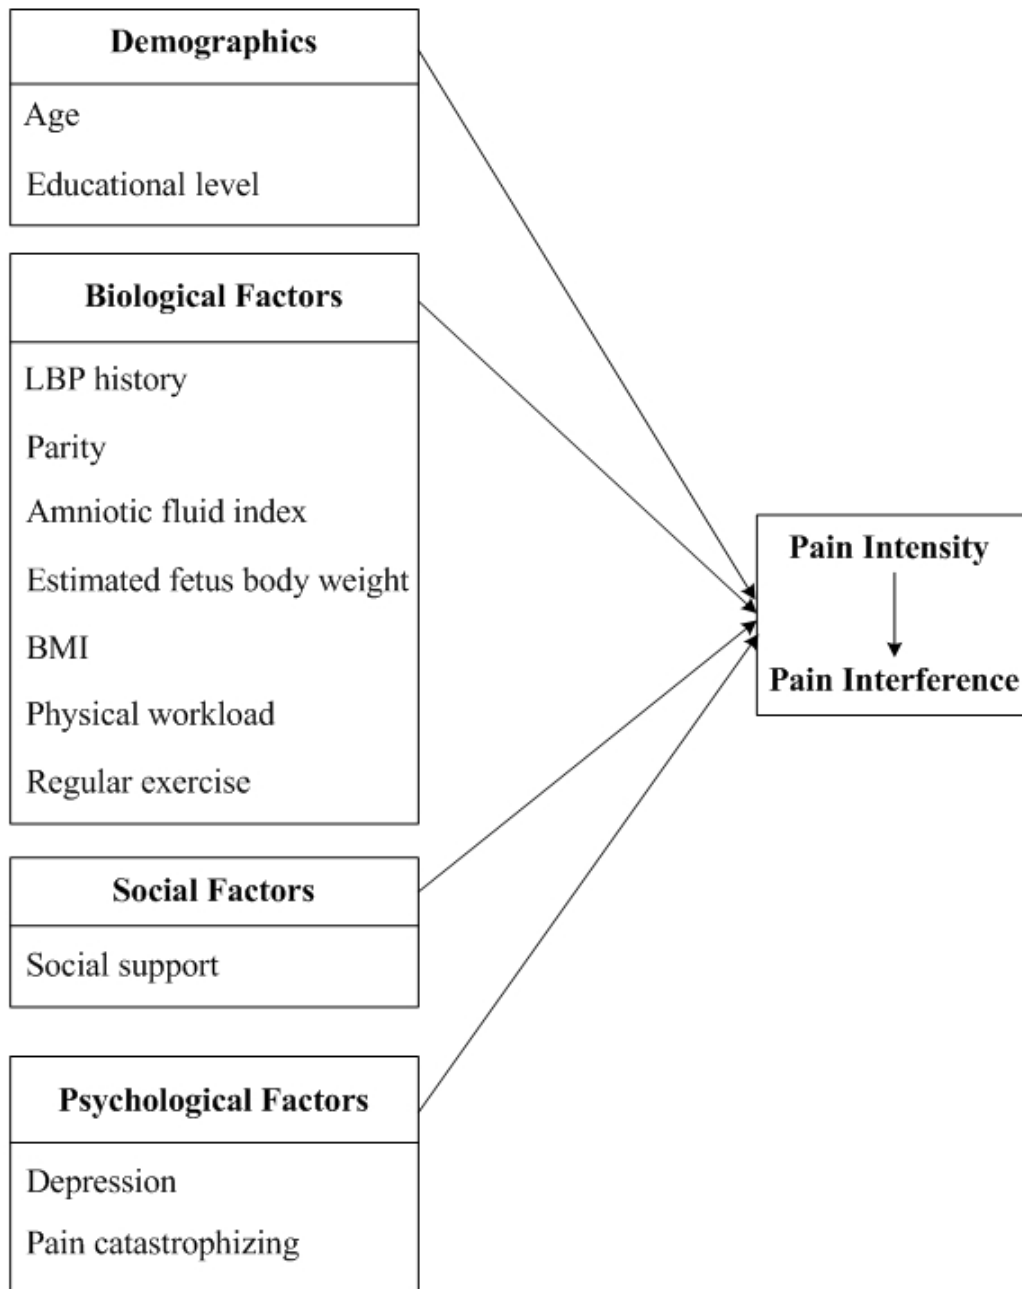 Demographics
Age
Educational level
Biological Factors
LBP history
Parity
Amniotic fluid index
Estimated fetus body weight
BMI
Physical workload
Regular exercise
Social Factors
Social support
Psychological Factors
Depression
Pain catastrophizing
Pain Intensity
Pain Interference